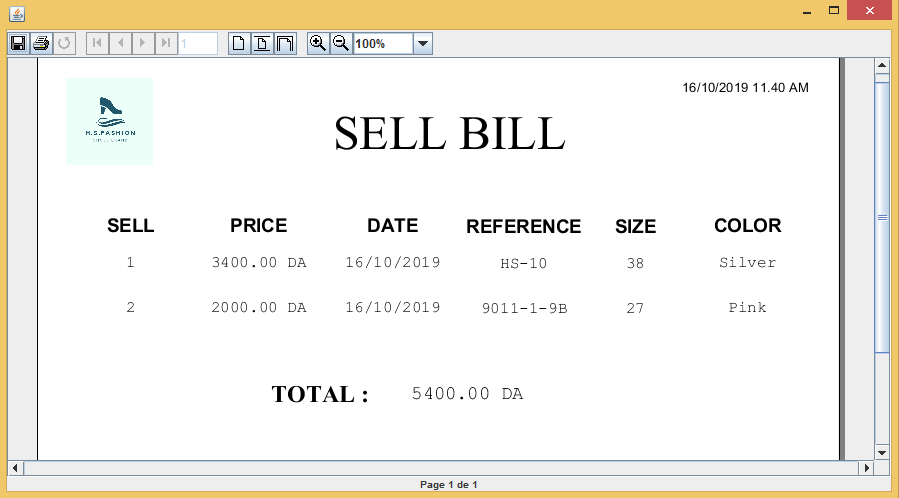 1
100%
16/10/2019 11.40 AM
H.S.FASHION
SELL BILL
SELL PRICE DATE REFERENCE SIZE COLOR
1 3400.00 DA 16/10/2019 HS-10 38 Silver
2 2000.00 DA 16/10/2019 9011-1-9B 27 Pink
TOTAL : 5400.00 DA
Page 1 de 1